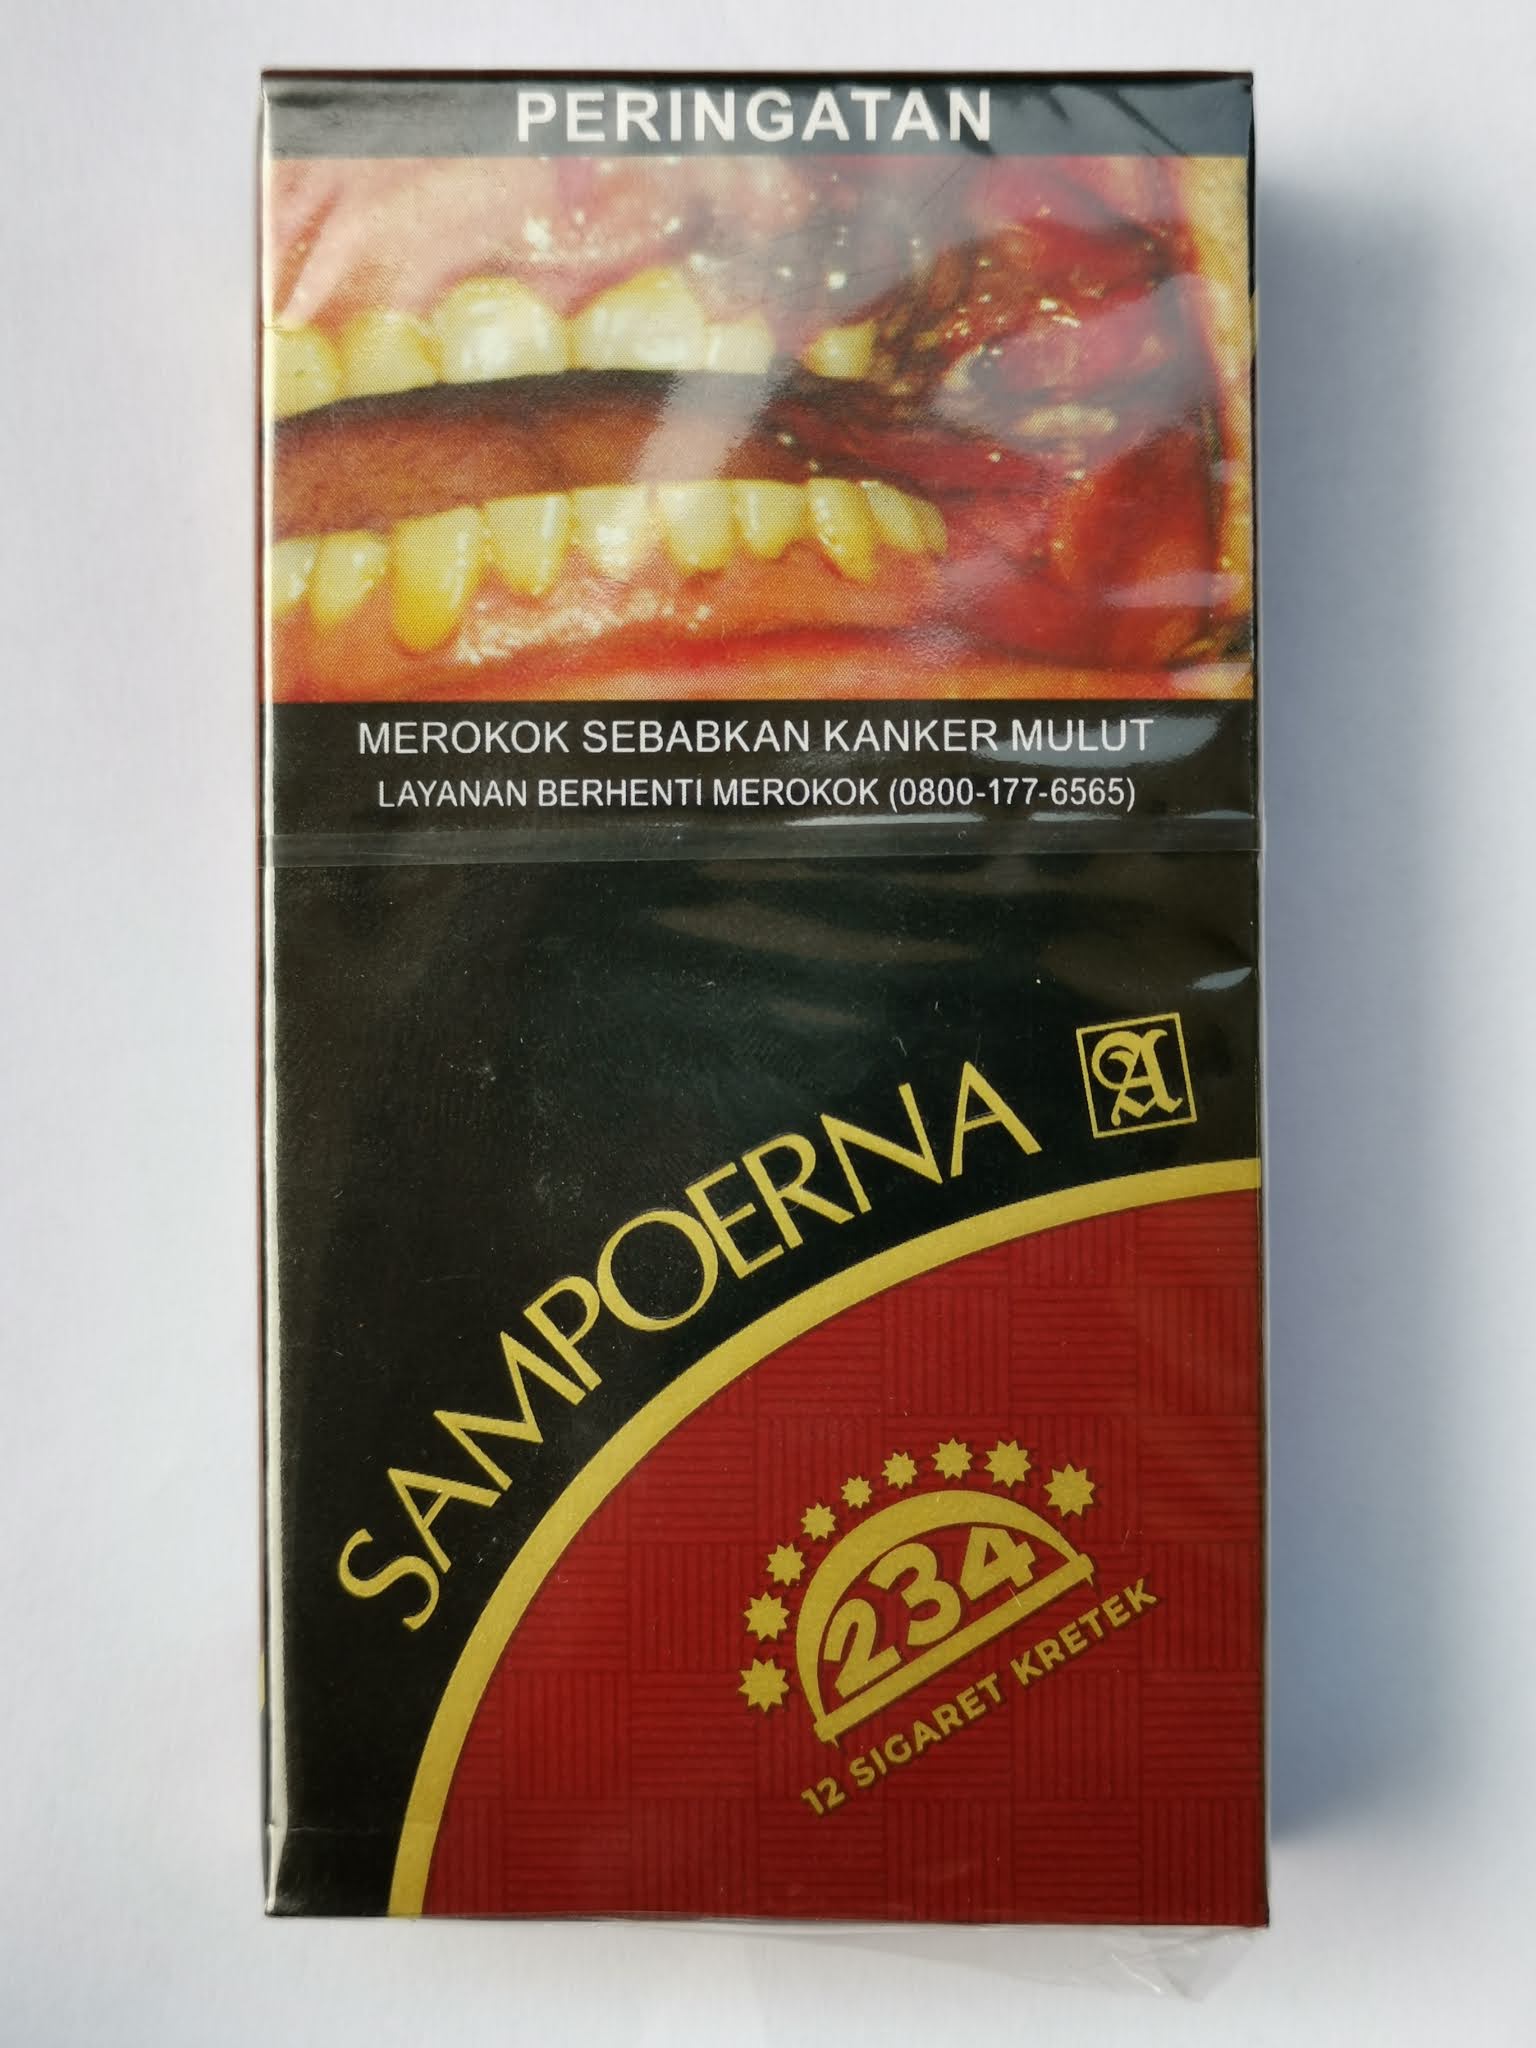 PERINGATAN
MEROKOK SEBABKAN KANKER MULUT
LAYANAN BERHENTI MEROKOK (0800-177-6565)
SAMPOERNA A
234
12 SIGARET KRETEK